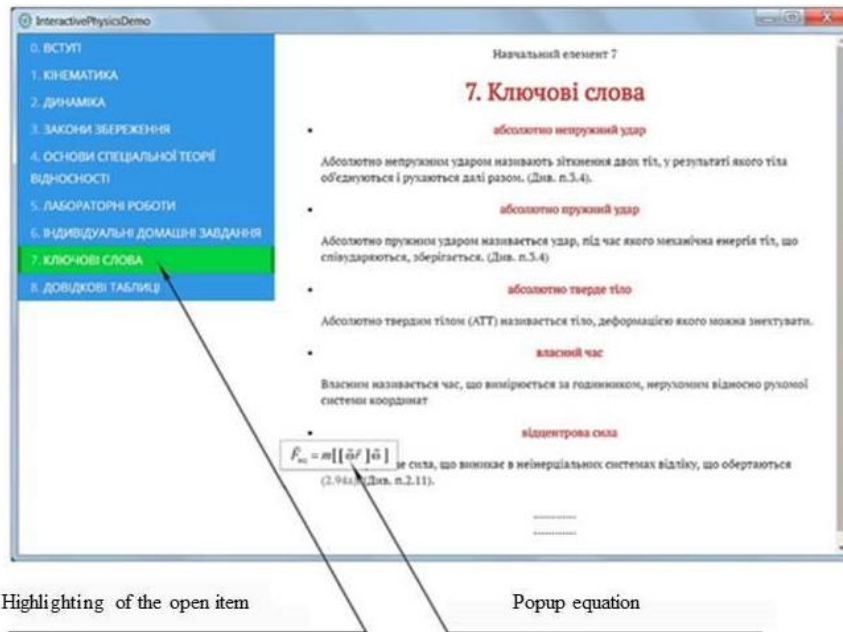 InteractivePhysicsDemo
0. ВСТУП
1. КІНЕМАТИКА
2. ДИНАМІКА
3. ЗАКОНИ ЗБЕРЕЖЕННЯ
4. ОСНОВИ СПЕЦІАЛЬНОЇ ТЕОРІЇ
ВІДНОСНОСТІ
5. ЛАБОРАТОРНІ РОБОТИ
6. ІНДИВІДУАЛЬНІ ДОМАШНІ ЗАВДАННЯ
7. КЛЮЧОВІ СЛОВА
8. ДОВІДКОВІ ТАБЛИЦІ
Навчальний елемент 7
7. Ключові слова
абсолютно непружний удар
Абсолютно непружним ударом називають зіткнення двох тіл, у результаті якого тіла
об'єднуються і рухаються далі разом. (Див. п.3.4).
абсолютно пружний удар
Абсолютно пружним ударом називається удар, під час якого механічна енергія тіл, що
співударяються, зберігається. (Див. п.3.4)
абсолютно тверде тіло
Абсолютно твердим тілом (АТТ) називається тіло, деформацією якого можна знехтувати.
власний час
Власним називається час, що вимірюється за годинником, нерухомим відносно рухомої
системи координат
відцентрова сила
= m[[ω̄r̄]ω̄]
це сила, що виникає в неінерціальних системах відліку, що обертаються
(2.94а) (Див. п.2.11).
Highlighting of the open item
Popup equation